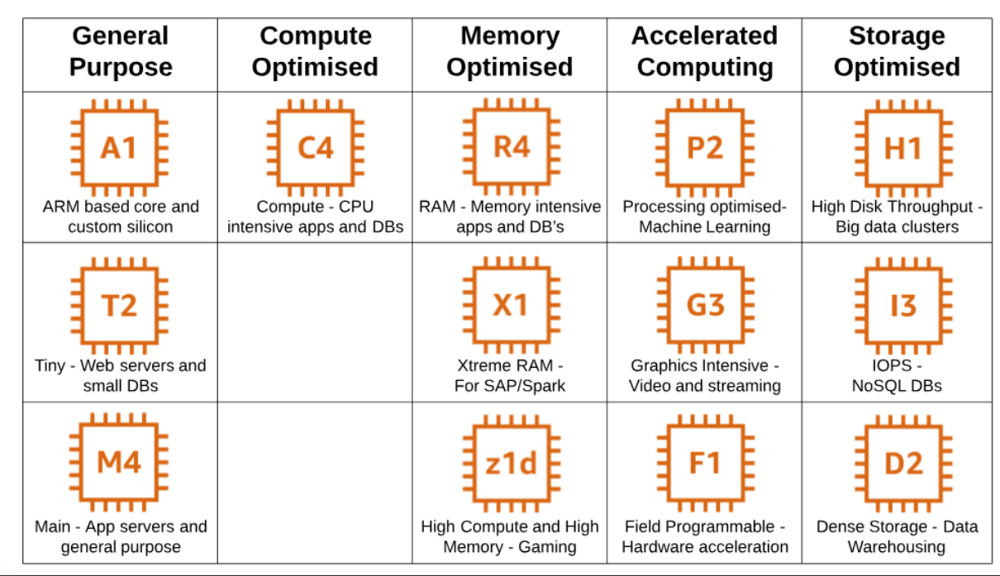 General
Purpose
Compute
Optimised
Memory
Optimised
Accelerated
Computing
Storage
Optimised
A1
ARM based core and
custom silicon
C4
Compute - CPU
intensive apps and DBs
R4
RAM - Memory intensive
apps and DB's
P2
Processing optimised-
Machine Learning
H1
High Disk Throughput -
Big data clusters
T2
Tiny - Web servers and
small DBs
X1
Xtreme RAM -
For SAP/Spark
G3
Graphics Intensive -
Video and streaming
I3
IOPS -
NoSQL DBs
M4
Main - App servers and
general purpose
z1d
High Compute and High
Memory - Gaming
F1
Field Programmable -
Hardware acceleration
D2
Dense Storage - Data
Warehousing